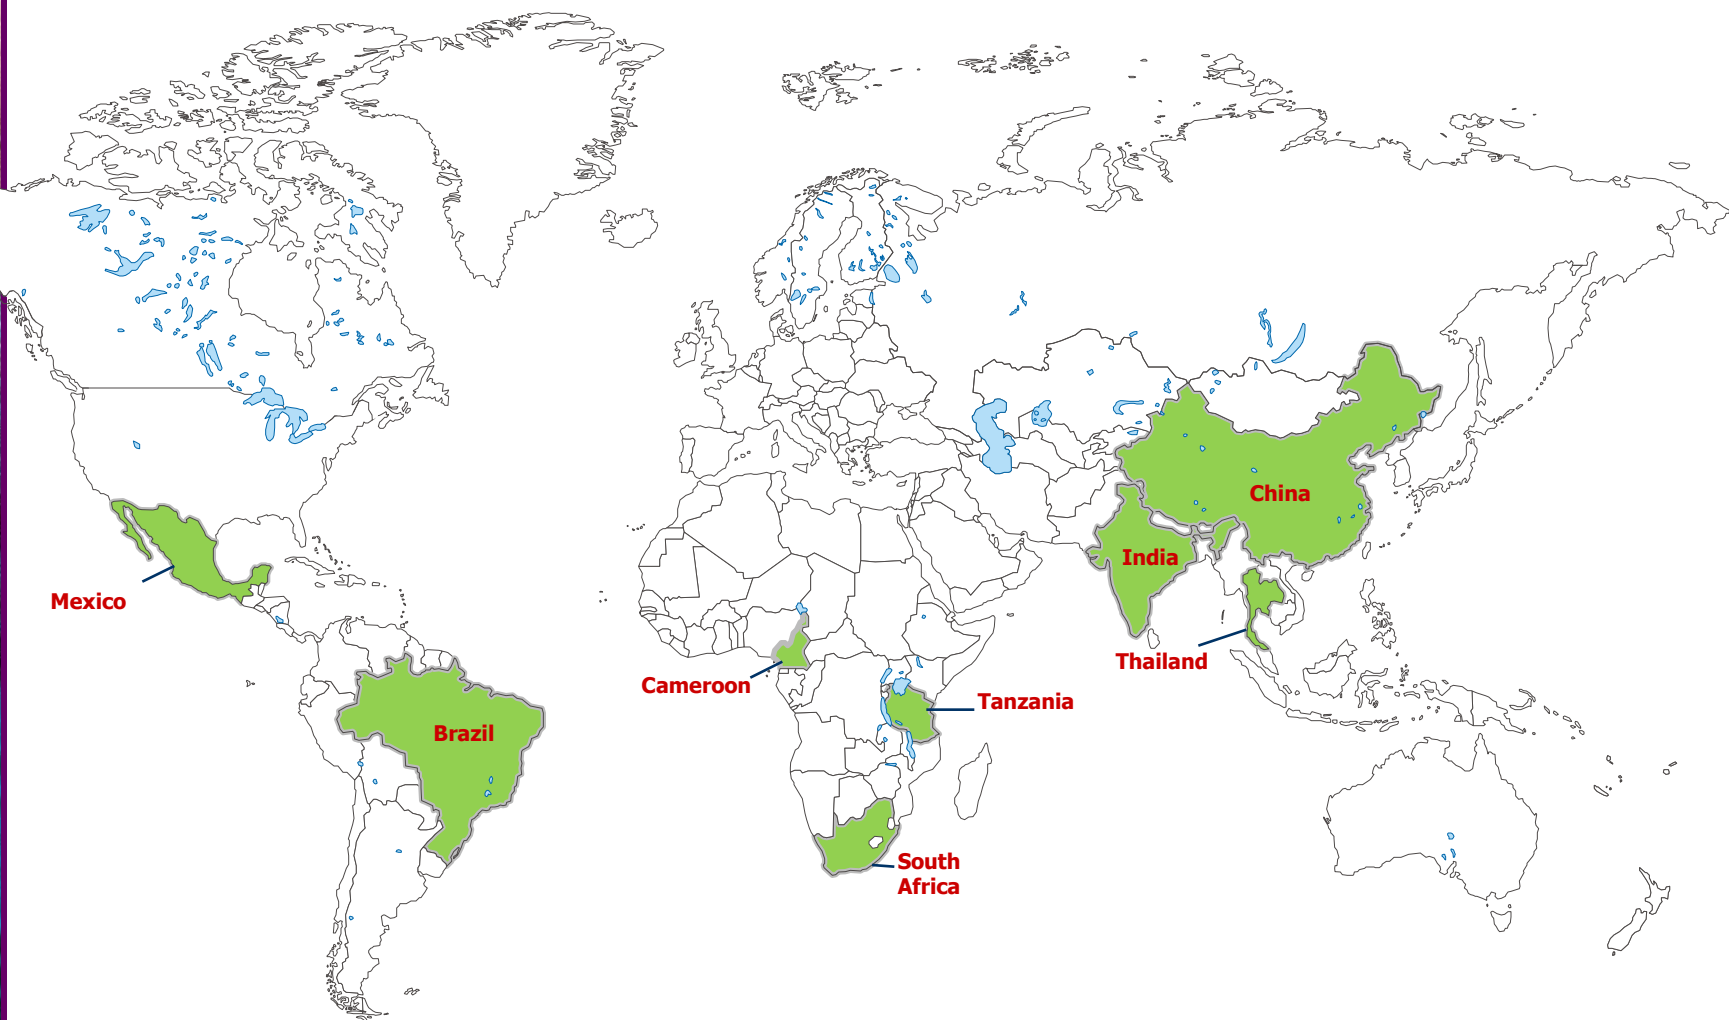 China
India
Mexico
Thailand
Cameroon
Tanzania
Brazil
South
Africa